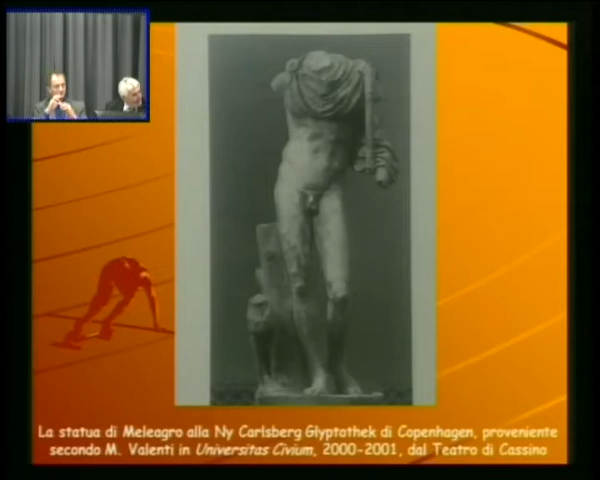 La statua di Meleagro alla Ny Carlsberg Glyptothek di Copenhagen, proveniente
secondo M. Valenti in Universitas Civium, 2000-2001, dal Teatro di Cassino